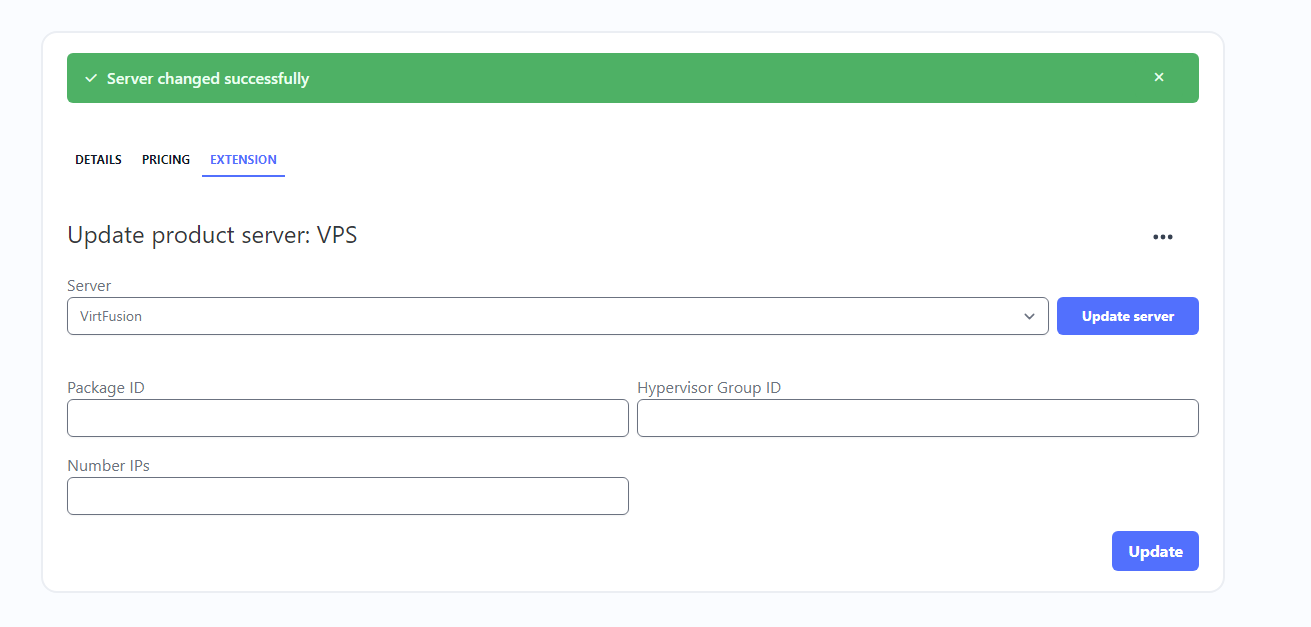 Server changed successfully
DETAILS PRICING EXTENSION
Update product server: VPS
Server
VirtFusion
Update server
Package ID
Hypervisor Group ID
Number IPs
Update